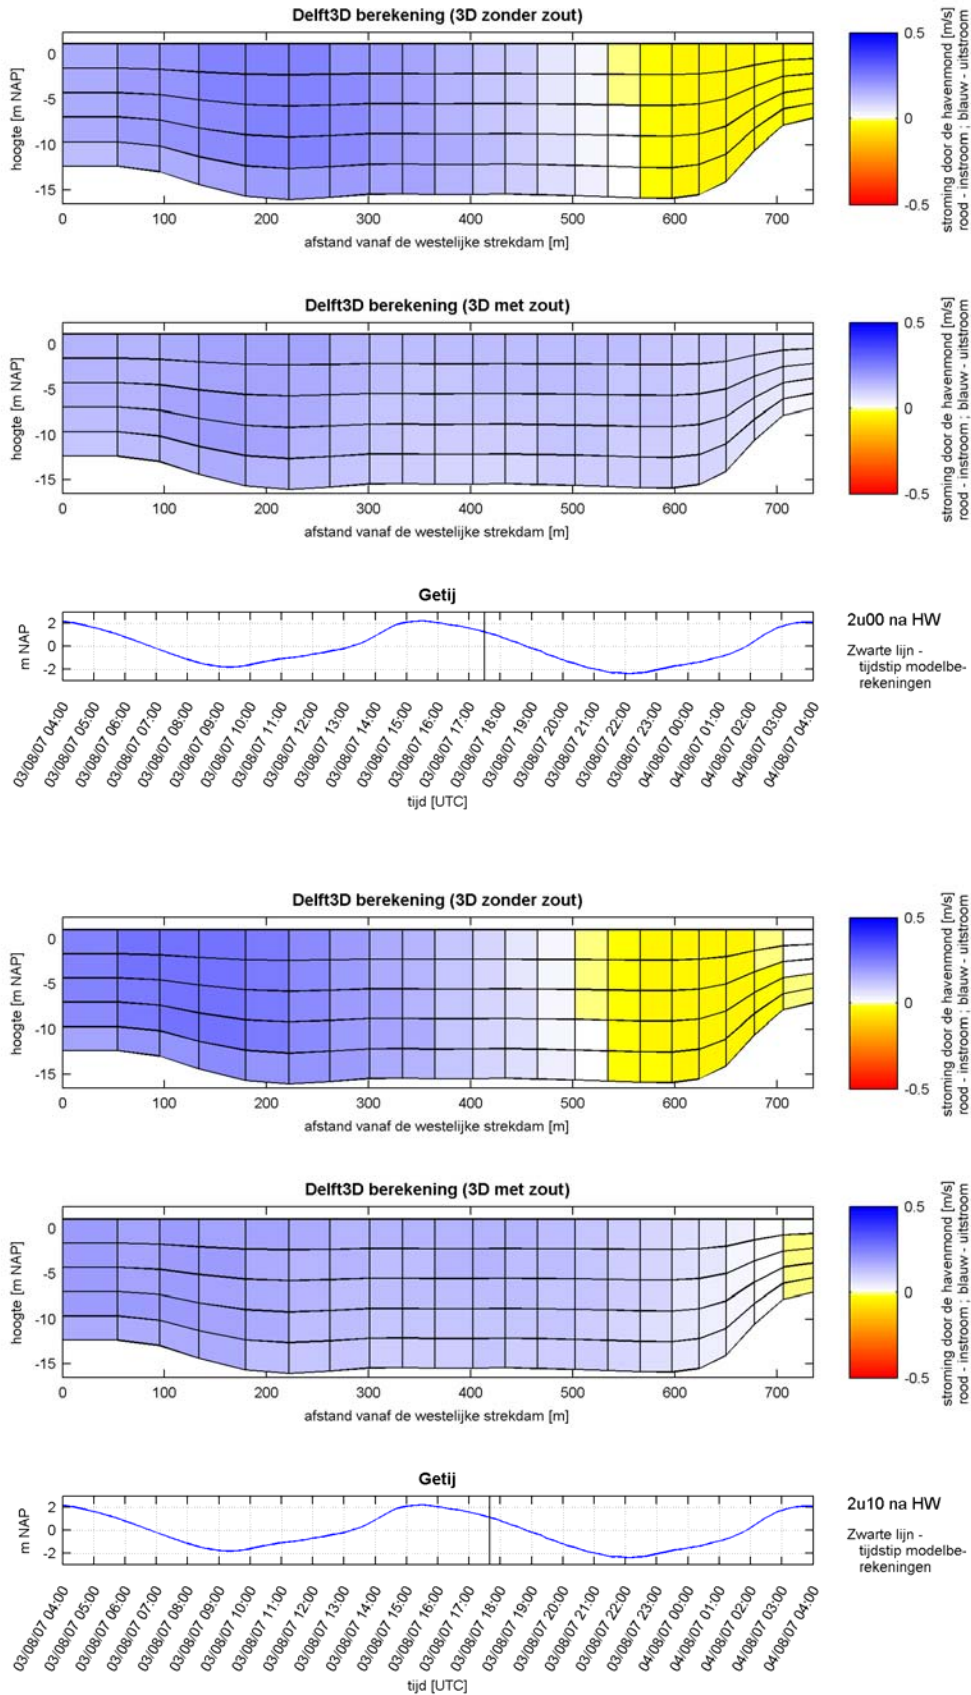 Delft3D berekening (3D zonder zout)
hoogte [m NAP]
0
-5
-10
-15
0 100 200 300 400 500 600 700
afstand vanaf de westelijke strekdam [m]
0.5
0
-0.5
stroming door de havenmond [m/s]
rood - instroom ; blauw - uitstroom
Delft3D berekening (3D met zout)
hoogte [m NAP]
0
-5
-10
-15
0 100 200 300 400 500 600 700
afstand vanaf de westelijke strekdam [m]
0.5
0
-0.5
stroming door de havenmond [m/s]
rood - instroom ; blauw - uitstroom
Getij
m NAP
2
0
-2
03/08/07 04:00
03/08/07 05:00
03/08/07 06:00
03/08/07 07:00
03/08/07 08:00
03/08/07 09:00
03/08/07 10:00
03/08/07 11:00
03/08/07 12:00
03/08/07 13:00
03/08/07 14:00
03/08/07 15:00
03/08/07 16:00
03/08/07 17:00
03/08/07 18:00
03/08/07 19:00
03/08/07 20:00
03/08/07 21:00
03/08/07 22:00
03/08/07 23:00
04/08/07 00:00
04/08/07 01:00
04/08/07 02:00
04/08/07 03:00
04/08/07 04:00
tijd [UTC]
2u00 na HW
Zwarte lijn -
tijdstip modelbe-
rekeningen
Delft3D berekening (3D zonder zout)
hoogte [m NAP]
0
-5
-10
-15
0 100 200 300 400 500 600 700
afstand vanaf de westelijke strekdam [m]
0.5
0
-0.5
stroming door de havenmond [m/s]
rood - instroom ; blauw - uitstroom
Delft3D berekening (3D met zout)
hoogte [m NAP]
0
-5
-10
-15
0 100 200 300 400 500 600 700
afstand vanaf de westelijke strekdam [m]
0.5
0
-0.5
stroming door de havenmond [m/s]
rood - instroom ; blauw - uitstroom
Getij
m NAP
2
0
-2
03/08/07 04:00
03/08/07 05:00
03/08/07 06:00
03/08/07 07:00
03/08/07 08:00
03/08/07 09:00
03/08/07 10:00
03/08/07 11:00
03/08/07 12:00
03/08/07 13:00
03/08/07 14:00
03/08/07 15:00
03/08/07 16:00
03/08/07 17:00
03/08/07 18:00
03/08/07 19:00
03/08/07 20:00
03/08/07 21:00
03/08/07 22:00
03/08/07 23:00
04/08/07 00:00
04/08/07 01:00
04/08/07 02:00
04/08/07 03:00
04/08/07 04:00
tijd [UTC]
2u10 na HW
Zwarte lijn -
tijdstip modelbe-
rekeningen